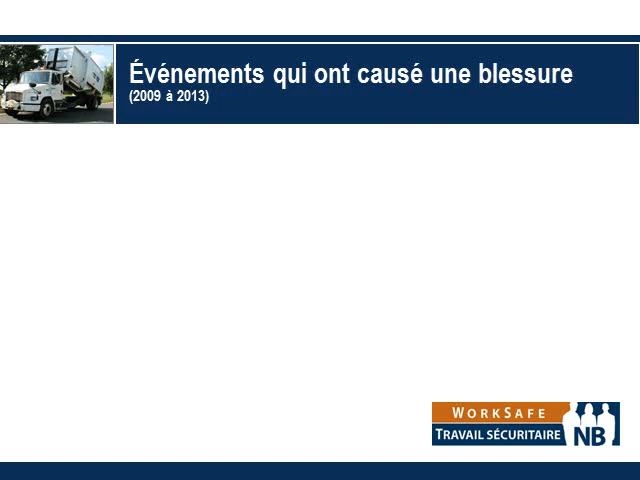 Événements qui ont causé une blessure
(2009 à 2013)
WORKSAFE
TRAVAIL SÉCURITAIRE NB